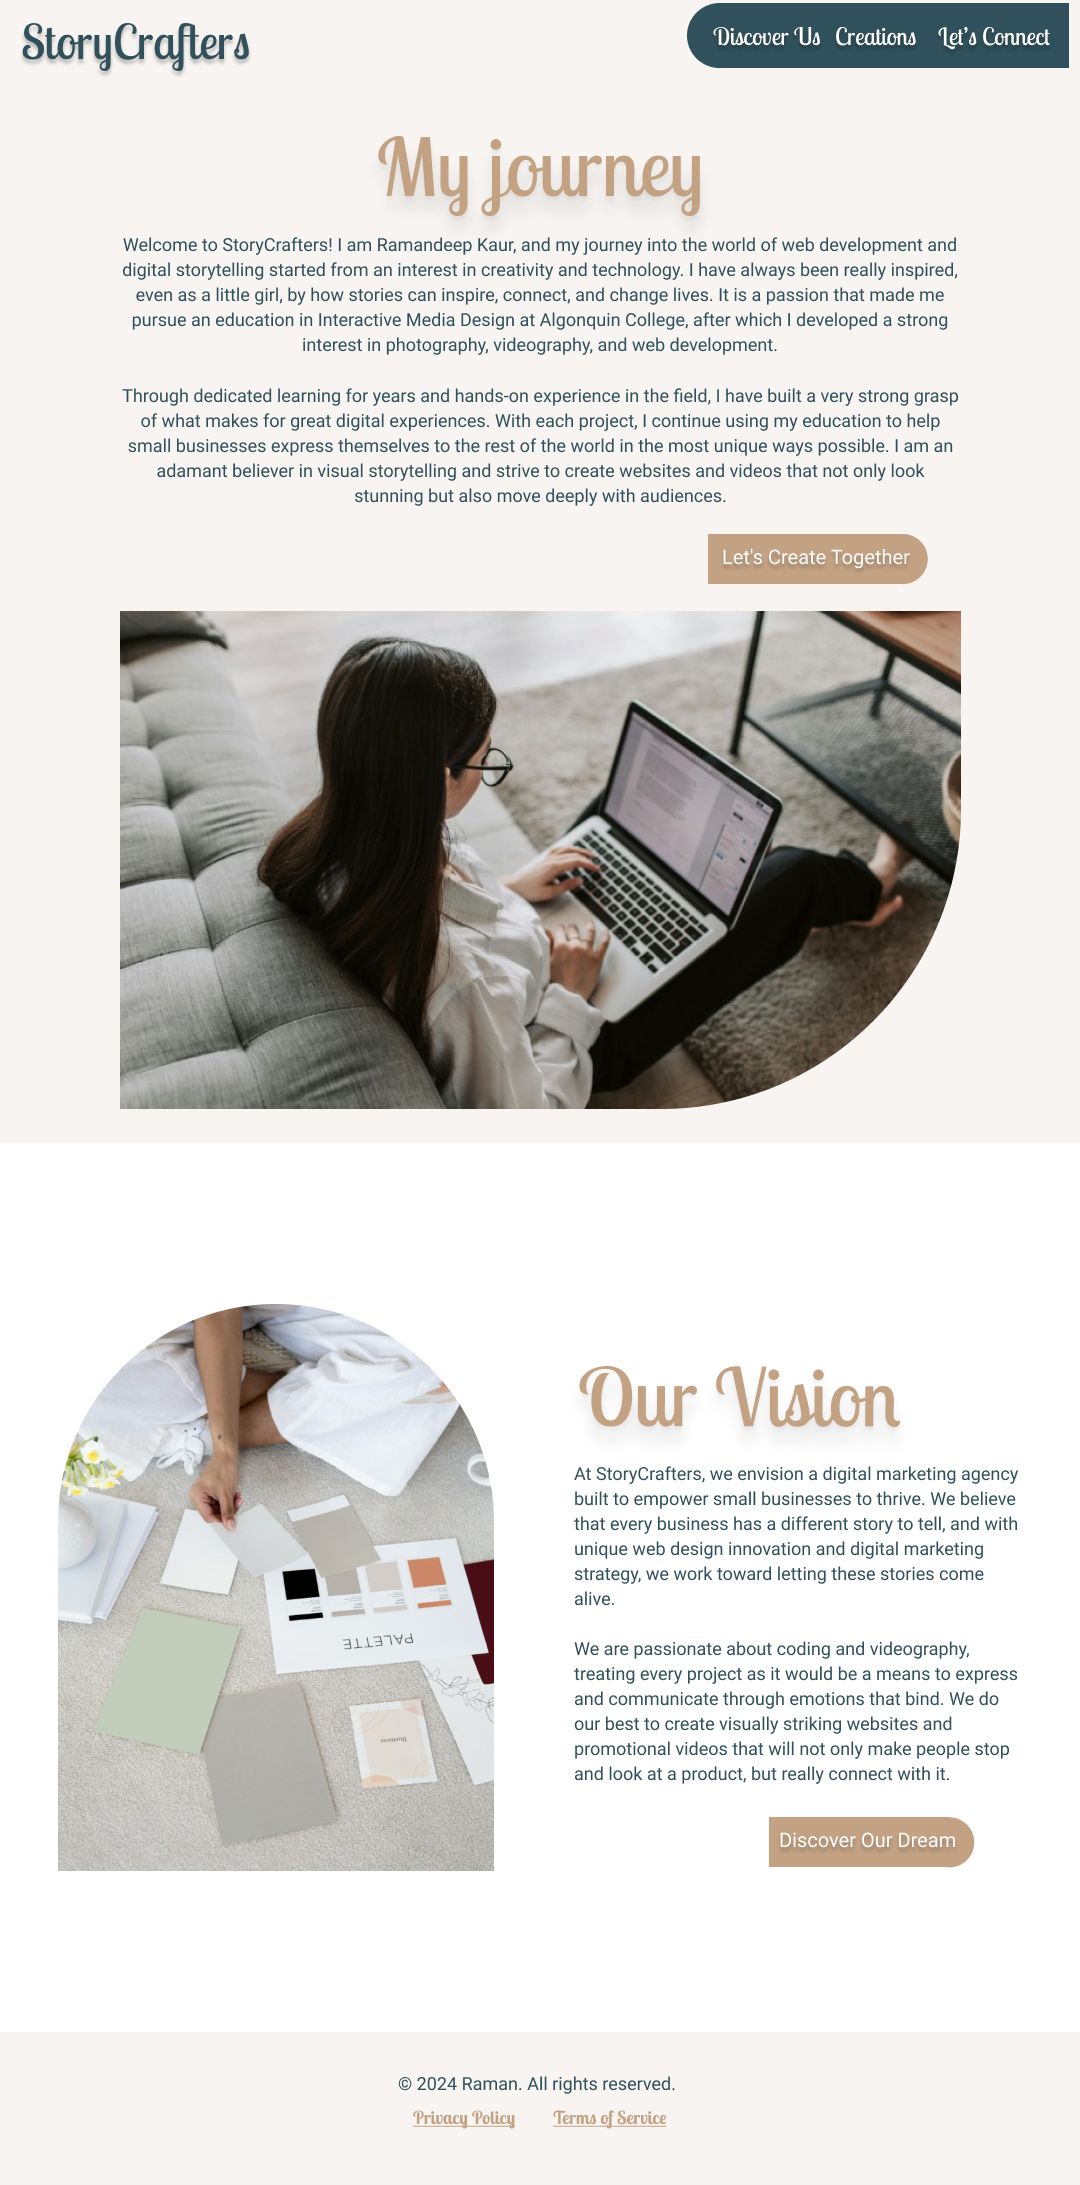 StoryCrafters
Discover Us Creations Let's Connect
My journey
Welcome to StoryCrafters! I am Ramandeep Kaur, and my journey into the world of web development and
digital storytelling started from an interest in creativity and technology. I have always been really inspired,
even as a little girl, by how stories can inspire, connect, and change lives. It is a passion that made me
pursue an education in Interactive Media Design at Algonquin College, after which I developed a strong
interest in photography, videography, and web development.
Through dedicated learning for years and hands-on experience in the field, I have built a very strong grasp
of what makes for great digital experiences. With each project, I continue using my education to help
small businesses express themselves to the rest of the world in the most unique ways possible. I am an
adamant believer in visual storytelling and strive to create websites and videos that not only look
stunning but also move deeply with audiences.
Let's Create Together
PALETTE
Business
Our Vision
At StoryCrafters, we envision a digital marketing agency
built to empower small businesses to thrive. We believe
that every business has a different story to tell, and with
unique web design innovation and digital marketing
strategy, we work toward letting these stories come
alive.
We are passionate about coding and videography,
treating every project as it would be a means to express
and communicate through emotions that bind. We do
our best to create visually striking websites and
promotional videos that will not only make people stop
and look at a product, but really connect with it.
Discover Our Dream
© 2024 Raman. All rights reserved.
Privacy Policy Terms of Service